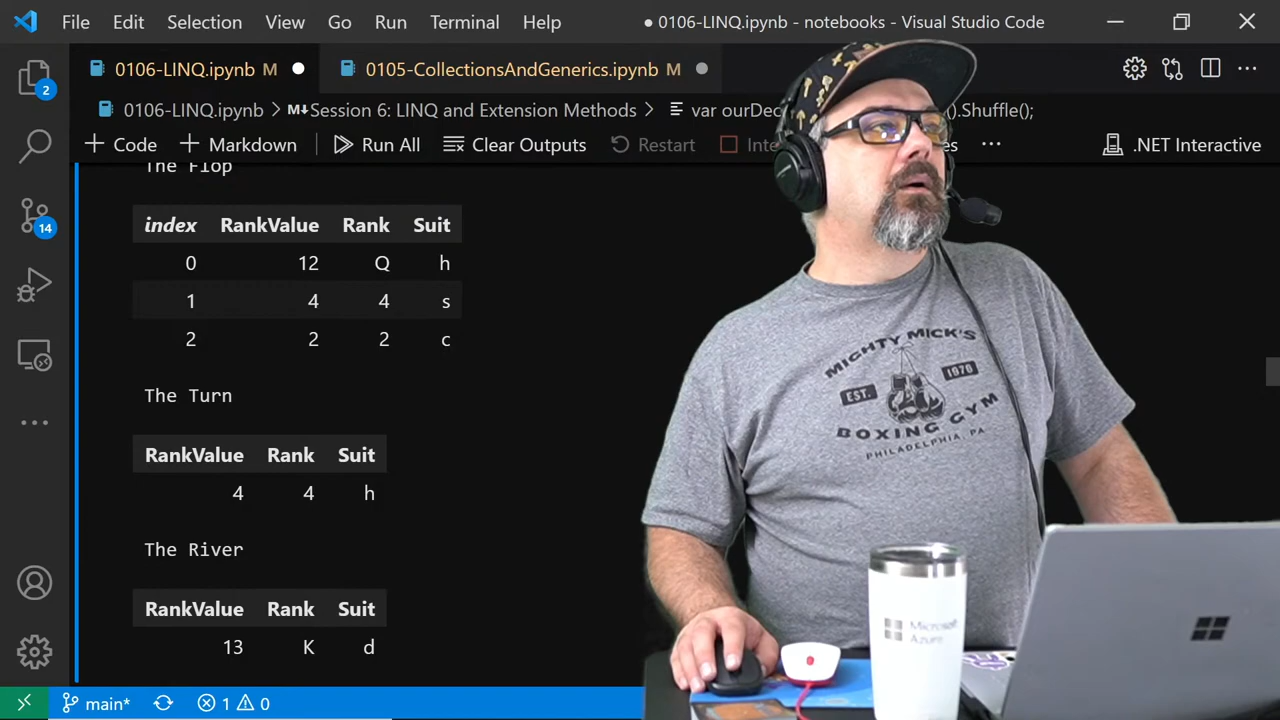 File Edit Selection View Go Run Terminal Help
● 0106-LINQ.ipynb - notebooks - Visual Studio Code
0106-LINQ.ipynb M
0105-CollectionsAndGenerics.ipynb M
2
0106-LINQ.ipynb > M↓Session 6: LINQ and Extension Methods > var ourDec ().Shuffle();
+ Code + Markdown Run All Clear Outputs Restart ··· .NET Interactive
The Flop
index RankValue Rank Suit
0 12 Q h
1 4 4 s
2 2 2 c
14
The Turn
RankValue Rank Suit
4 4 h
The River
RankValue Rank Suit
13 K d
main* 1 0
MIGHTY MICK'S
EST. 1976
BOXING GYM
PHILADELPHIA, PA
Microsoft
Azure